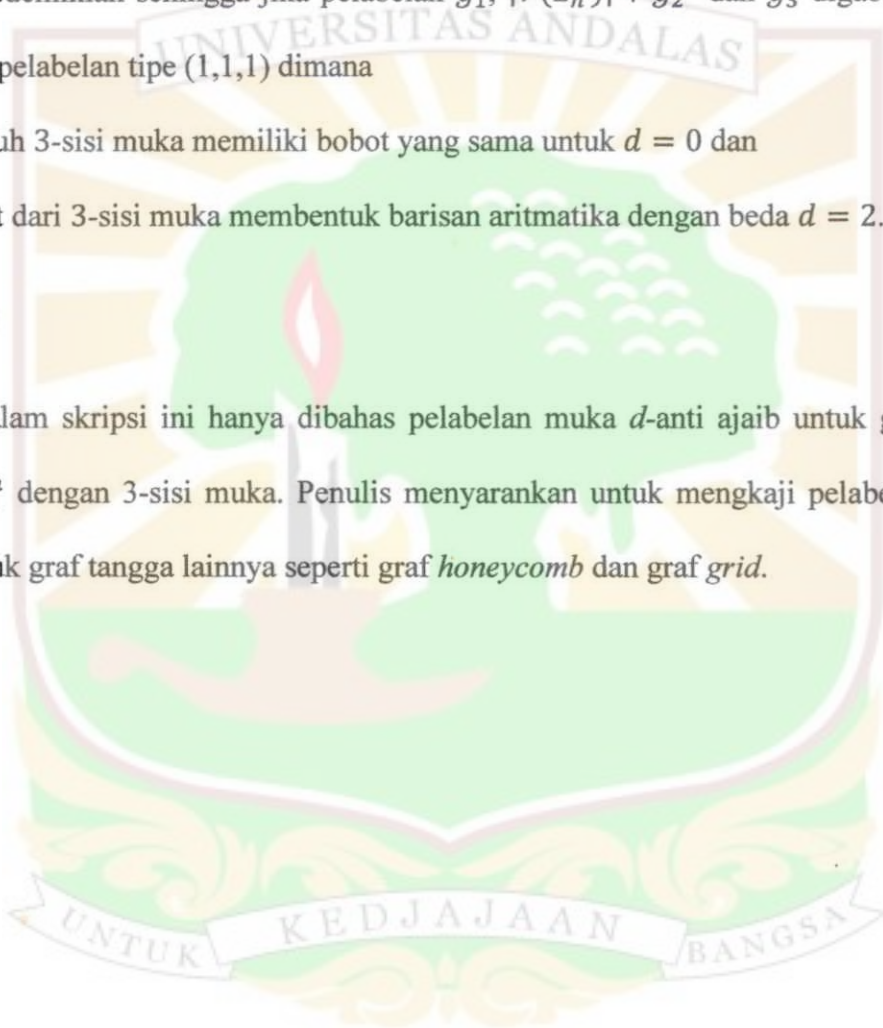 sehingga jika pelabelan
UNIVERSITAS ANDALAS
pelabelan tipe (1,1,1) dimana
3-sisi muka memiliki bobot yang sama untuk d = 0 dan
dari 3-sisi muka membentuk barisan aritmatika dengan beda d = 2.
skripsi ini hanya dibahas pelabelan muka d-anti ajaib untuk
dengan 3-sisi muka. Penulis menyarankan untuk mengkaji
graf tangga lainnya seperti graf honeycomb dan graf grid.
UNTUK KEDJAJAAN BANGSA